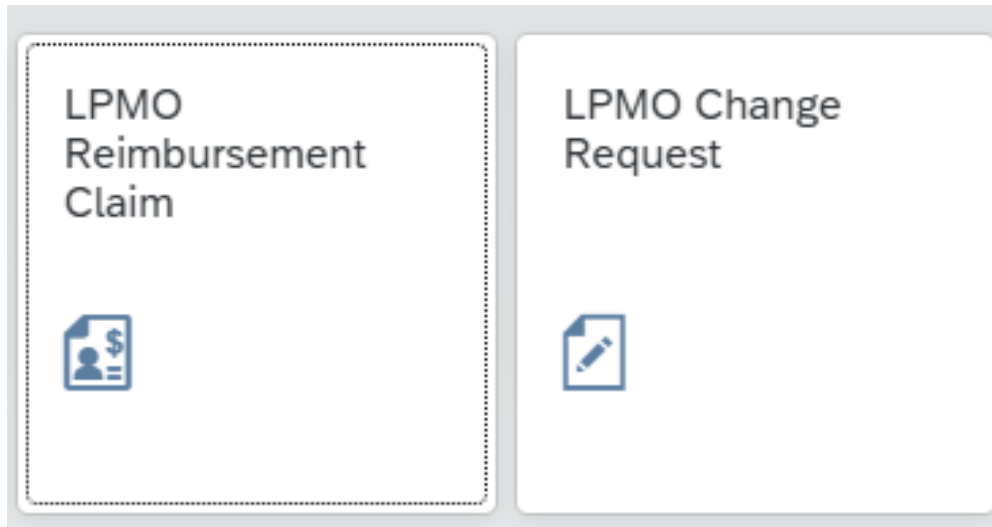 LPMO
Reimbursement
Claim
$
LPMO Change
Request